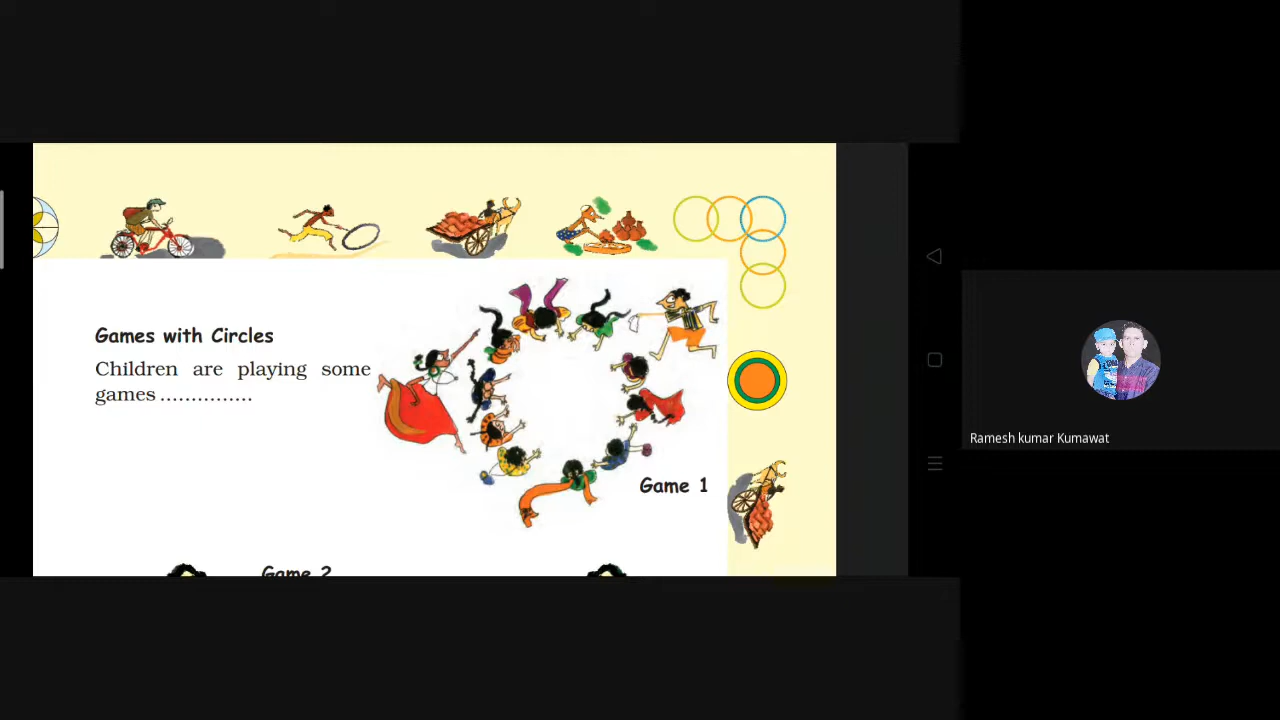 Games with Circles
Children are playing some
games ...............
Game 1
Game 2
Ramesh kumar Kumawat